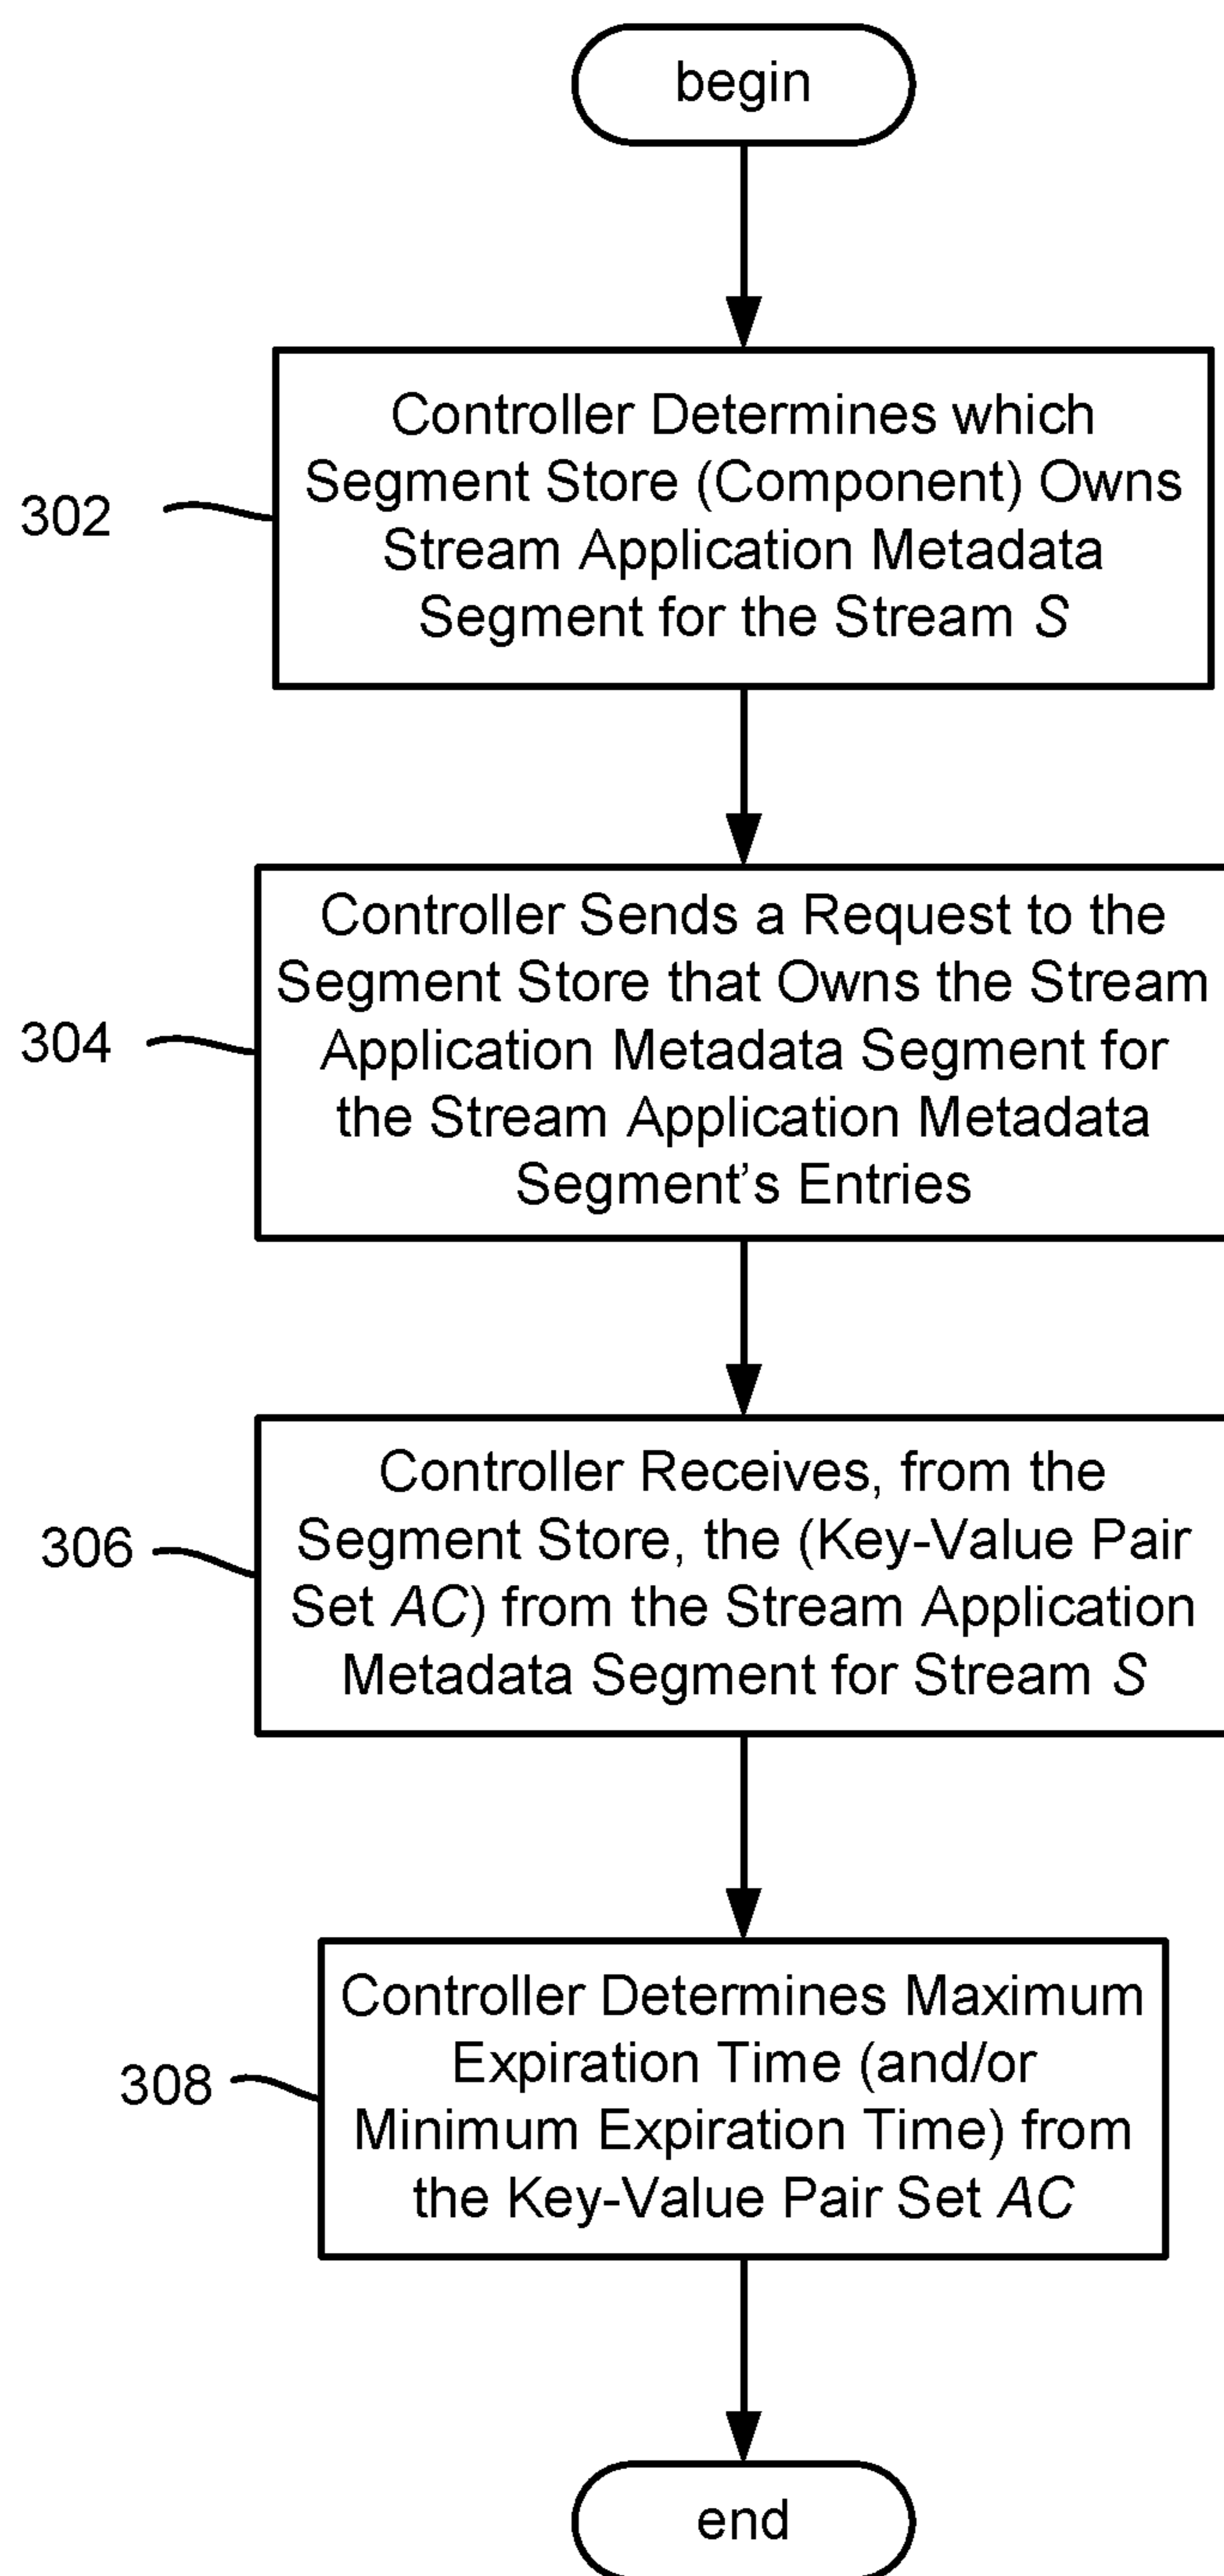 begin
302
Controller Determines which
Segment Store (Component) Owns
Stream Application Metadata
Segment for the Stream S
304
Controller Sends a Request to the
Segment Store that Owns the Stream
Application Metadata Segment for
the Stream Application Metadata
Segment’s Entries
306
Controller Receives, from the
Segment Store, the (Key-Value Pair
Set AC) from the Stream Application
Metadata Segment for Stream S
308
Controller Determines Maximum
Expiration Time (and/or
Minimum Expiration Time) from
the Key-Value Pair Set AC
end